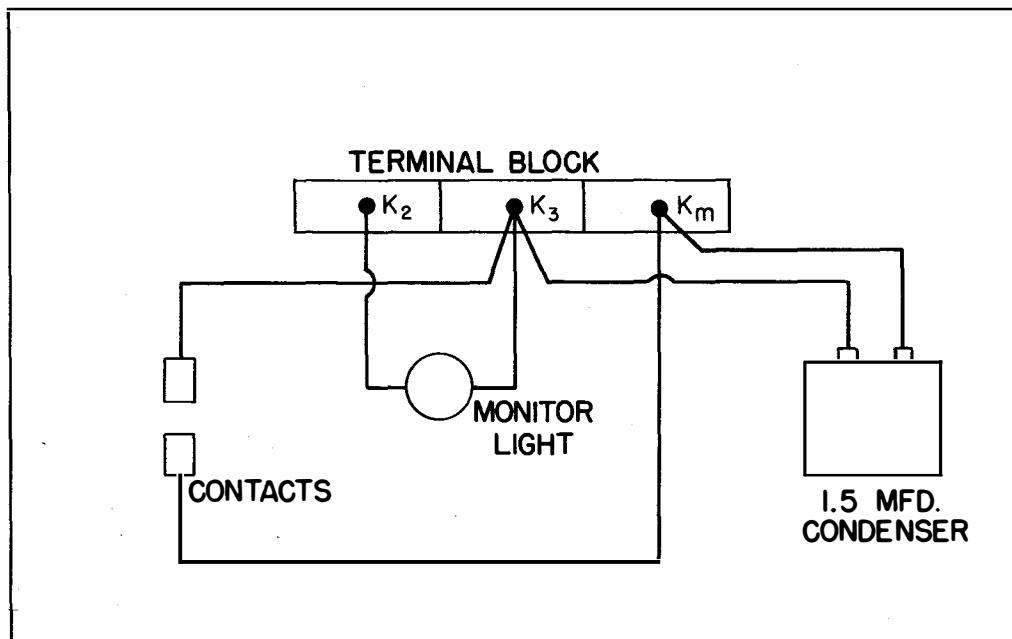 TERMINAL BLOCK
K2
K3
Km
MONITOR
LIGHT
CONTACTS
1.5 MFD.
CONDENSER